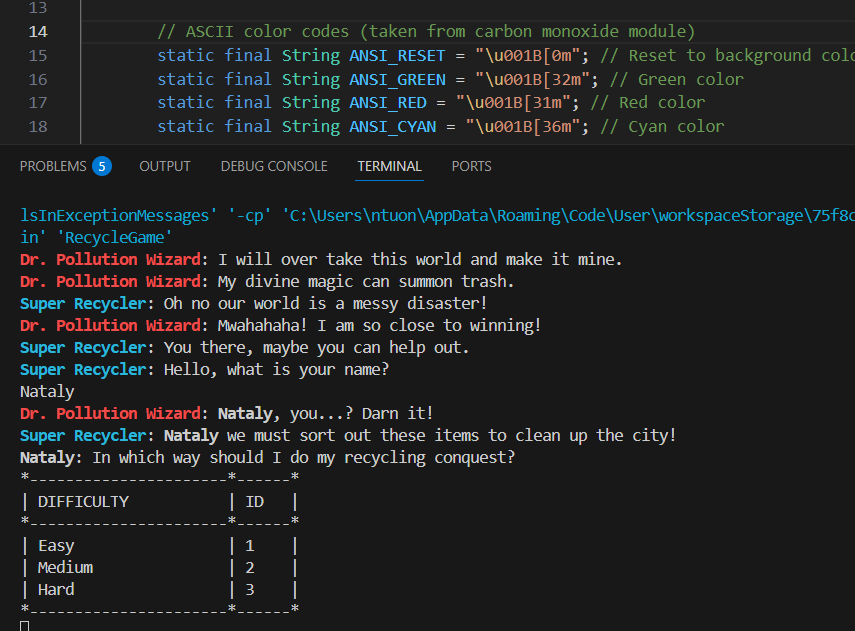 13
14 // ASCII color codes (taken from carbon monoxide module)
15 static final String ANSI_RESET = "\u001B[0m"; // Reset to background colo
16 static final String ANSI_GREEN = "\u001B[32m"; // Green color
17 static final String ANSI_RED = "\u001B[31m"; // Red color
18 static final String ANSI_CYAN = "\u001B[36m"; // Cyan color
PROBLEMS 5 OUTPUT DEBUG CONSOLE TERMINAL PORTS
lsInExceptionMessages' '-cp' 'C:\Users\ntuon\AppData\Roaming\Code\User\workspaceStorage\75f8c
in' 'RecycleGame'
Dr. Pollution Wizard: I will over take this world and make it mine.
Dr. Pollution Wizard: My divine magic can summon trash.
Super Recycler: Oh no our world is a messy disaster!
Dr. Pollution Wizard: Mwahahaha! I am so close to winning!
Super Recycler: You there, maybe you can help out.
Super Recycler: Hello, what is your name?
Nataly
Dr. Pollution Wizard: Nataly, you...? Darn it!
Super Recycler: Nataly we must sort out these items to clean up the city!
Nataly: In which way should I do my recycling conquest?
*----------------------*------*
| DIFFICULTY           | ID   |
*----------------------*------*
| Easy                 | 1    |
| Medium               | 2    |
| Hard                 | 3    |
*----------------------*------*